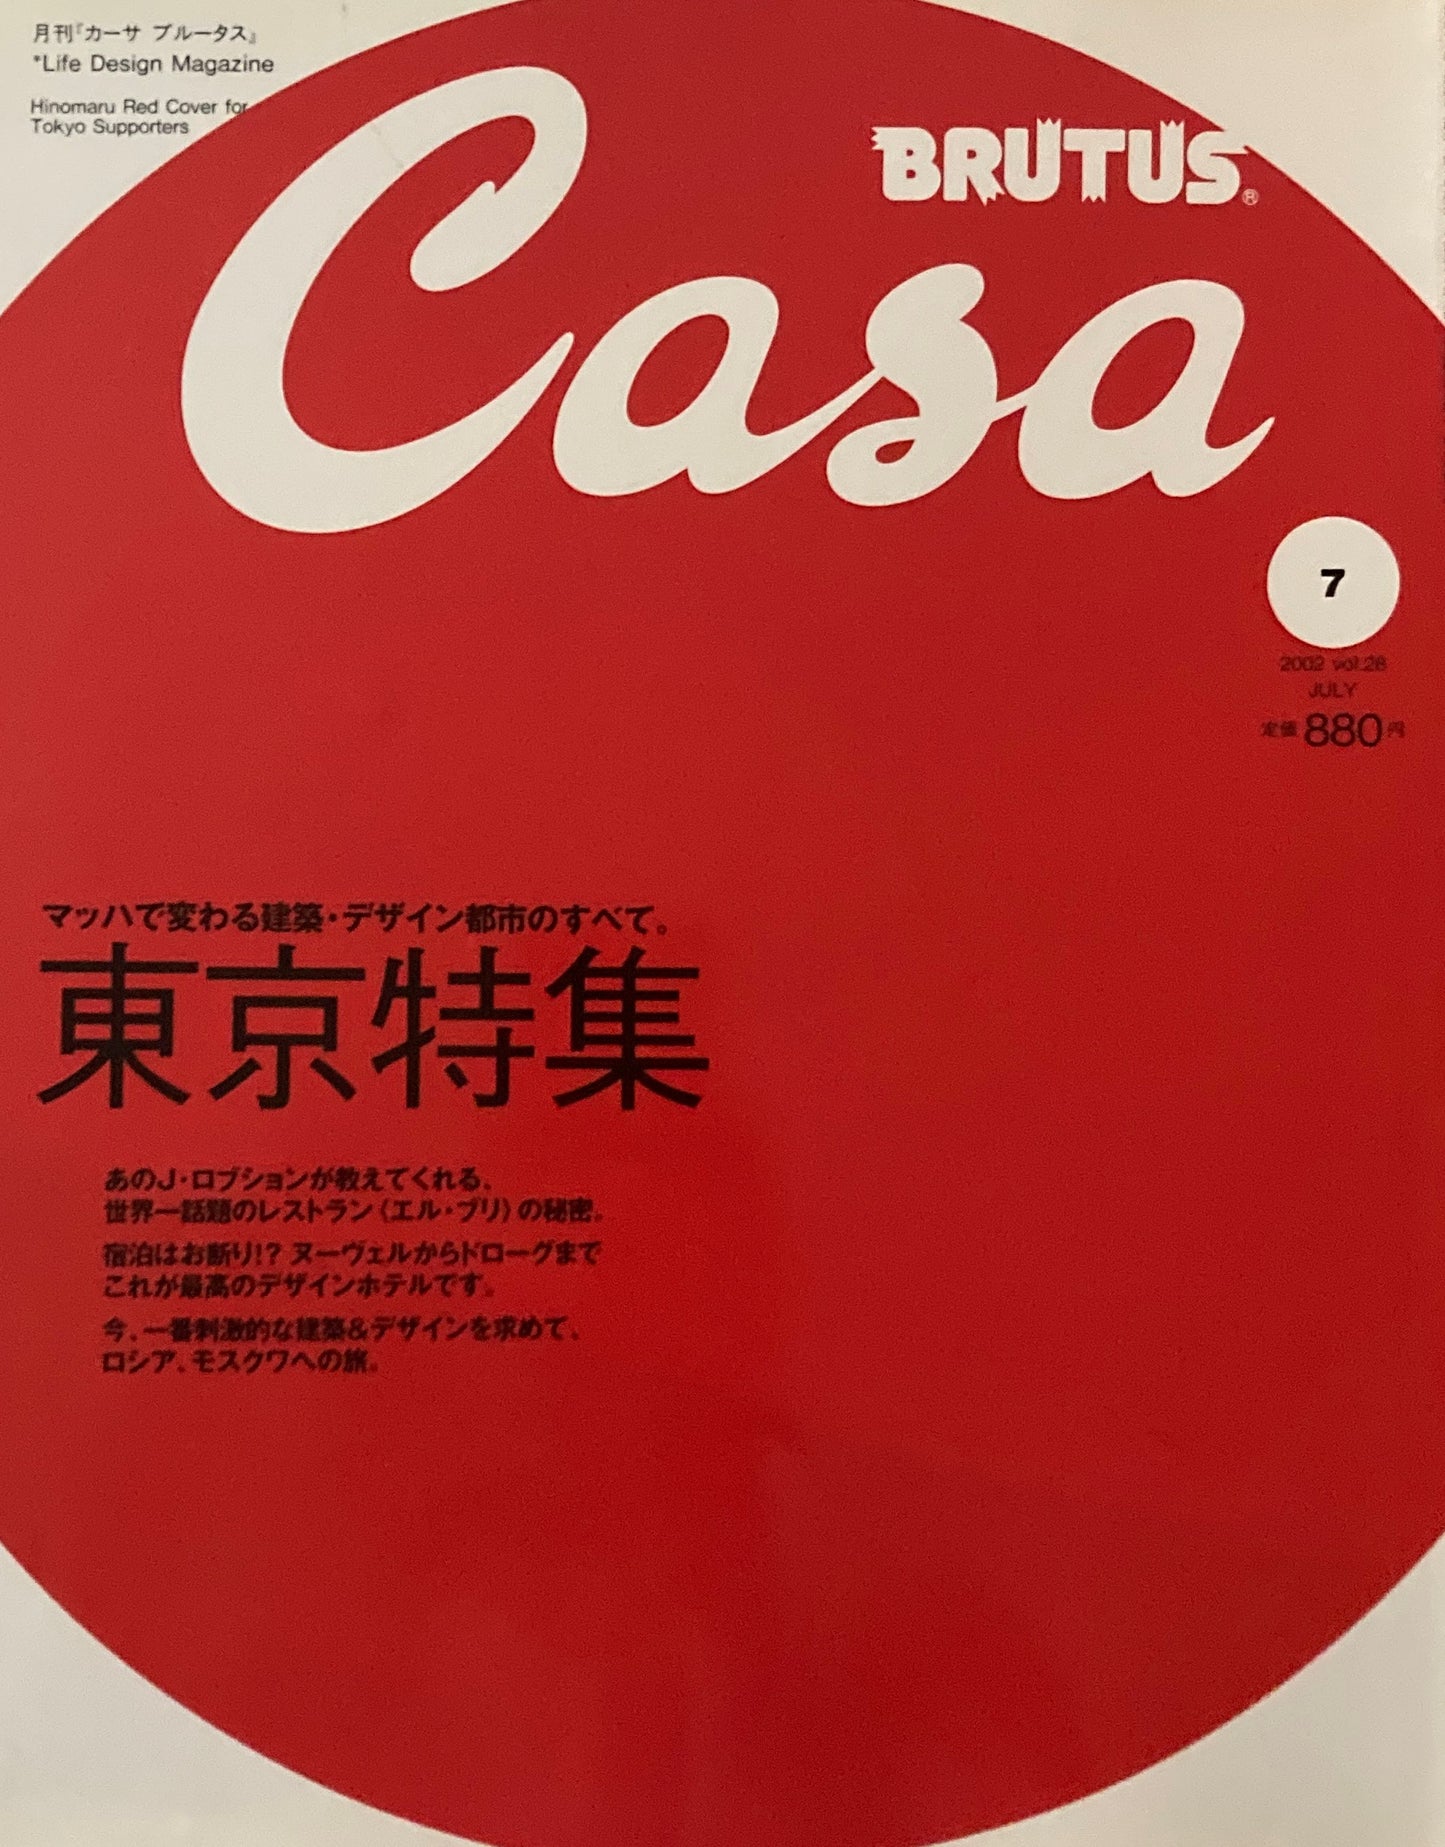 月刊『カーサ ブルータス』
*Life Design Magazine
Hinomaru Red Cover for
Tokyo Supporters
BRUTUS®
Casa
7
2002 vol.28
JULY
定価880円
マッハで変わる建築・デザイン都市のすべて。
東京特集
あのJ・ロブションが教えてくれる、
世界一話題のレストラン〈エル・ブリ〉の秘密。
宿泊はお断り!? ヌーヴェルからドローグまで
これが最高のデザインホテルです。
今、一番刺激的な建築&デザインを求めて、
ロシア、モスクワへの旅。